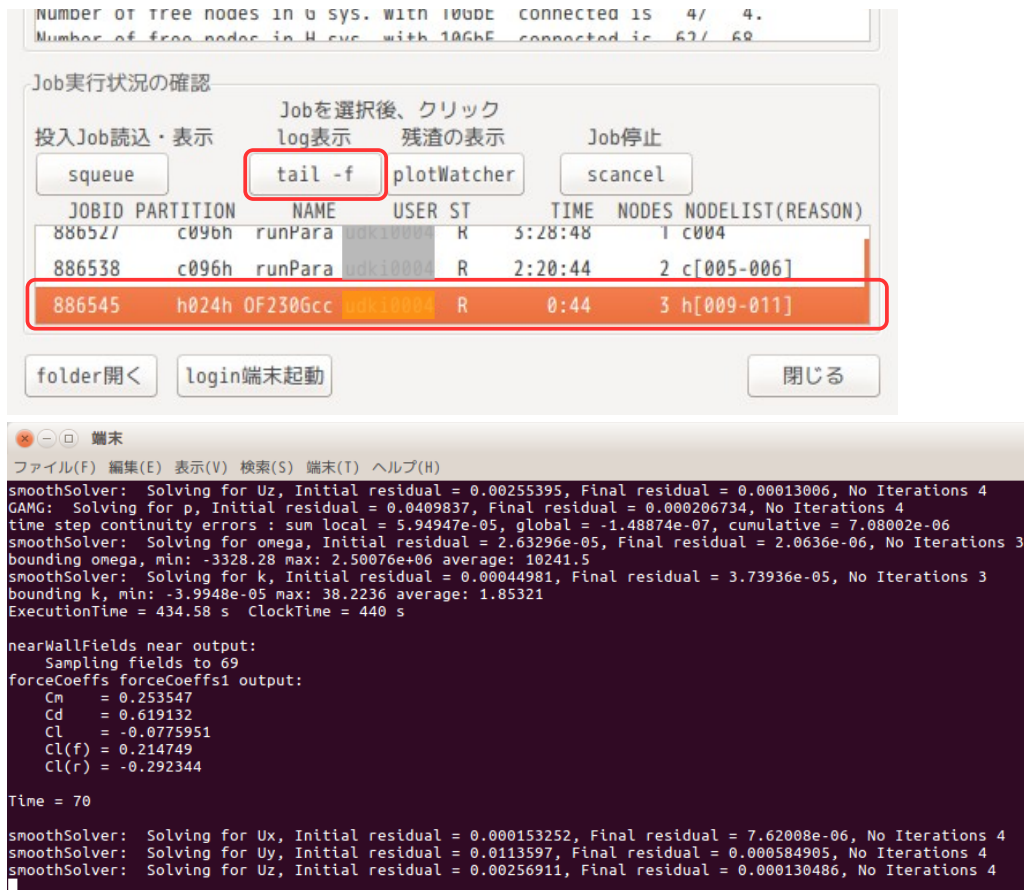 Number of free nodes in G sys. with 10GbE connected is 4/ 4.
Number of free nodes in H sys. with 10GbE connected is 62/ 68
Job実行状況の確認
Jobを選択後、クリック
投入Job読込・表示 log表示 残渣の表示 Job停止
squeue tail -f plotWatcher scancel
JOBID PARTITION NAME USER ST TIME NODES NODELIST(REASON)
886527 c096h runPara udki0004 R 3:28:48 1 c004
886538 c096h runPara udki0004 R 2:20:44 2 c[005-006]
886545 h024h OF230Gcc udki0004 R 0:44 3 h[009-011]
folder開く login端末起動 閉じる
端末
ファイル(F) 編集(E) 表示(V) 検索(S) 端末(T) ヘルプ(H)
smoothSolver:  Solving for Uz, Initial residual = 0.00255395, Final residual = 0.00013006, No Iterations 4
GAMG:  Solving for p, Initial residual = 0.0409837, Final residual = 0.000206734, No Iterations 4
time step continuity errors : sum local = 5.94947e-05, global = -1.48874e-07, cumulative = 7.08002e-06
smoothSolver:  Solving for omega, Initial residual = 2.63296e-05, Final residual = 2.0636e-06, No Iterations 3
bounding omega, min: -3328.28 max: 2.50076e+06 average: 10241.5
smoothSolver:  Solving for k, Initial residual = 0.00044981, Final residual = 3.73936e-05, No Iterations 3
bounding k, min: -3.9948e-05 max: 38.2236 average: 1.85321
ExecutionTime = 434.58 s  ClockTime = 440 s
nearWallFields near output:
Sampling fields to 69
forceCoeffs forceCoeffs1 output:
Cm    = 0.253547
Cd    = 0.619132
Cl    = -0.0775951
Cl(f) = 0.214749
Cl(r) = -0.292344
Time = 70
smoothSolver:  Solving for Ux, Initial residual = 0.000153252, Final residual = 7.62008e-06, No Iterations 4
smoothSolver:  Solving for Uy, Initial residual = 0.0113597, Final residual = 0.000584905, No Iterations 4
smoothSolver:  Solving for Uz, Initial residual = 0.00256911, Final residual = 0.000130486, No Iterations 4